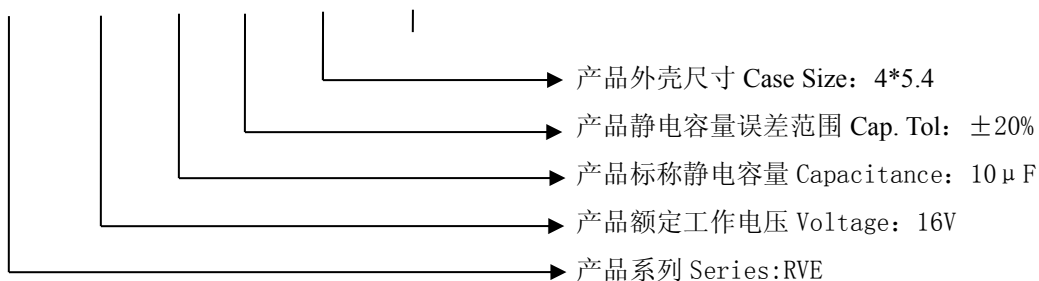 产品外壳尺寸 Case Size：4*5.4
产品静电容量误差范围 Cap. Tol：±20%
产品标称静电容量 Capacitance：10μF
产品额定工作电压 Voltage：16V
产品系列 Series:RVE